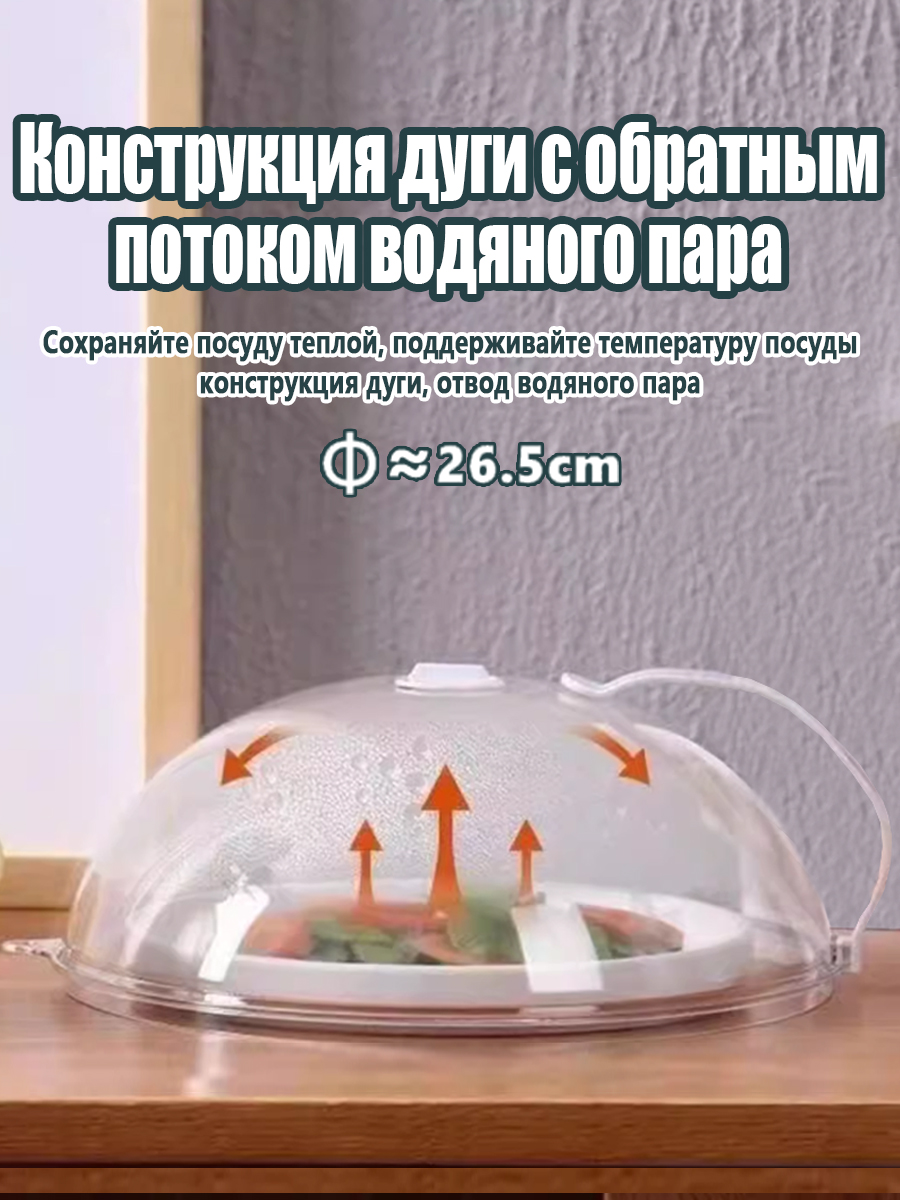 Конструкция дуги с обратным
потоком водяного пара
Сохраняйте посуду теплой, поддерживайте температуру посуды
конструкция дуги, отвод водяного пара
Φ≈26.5cm